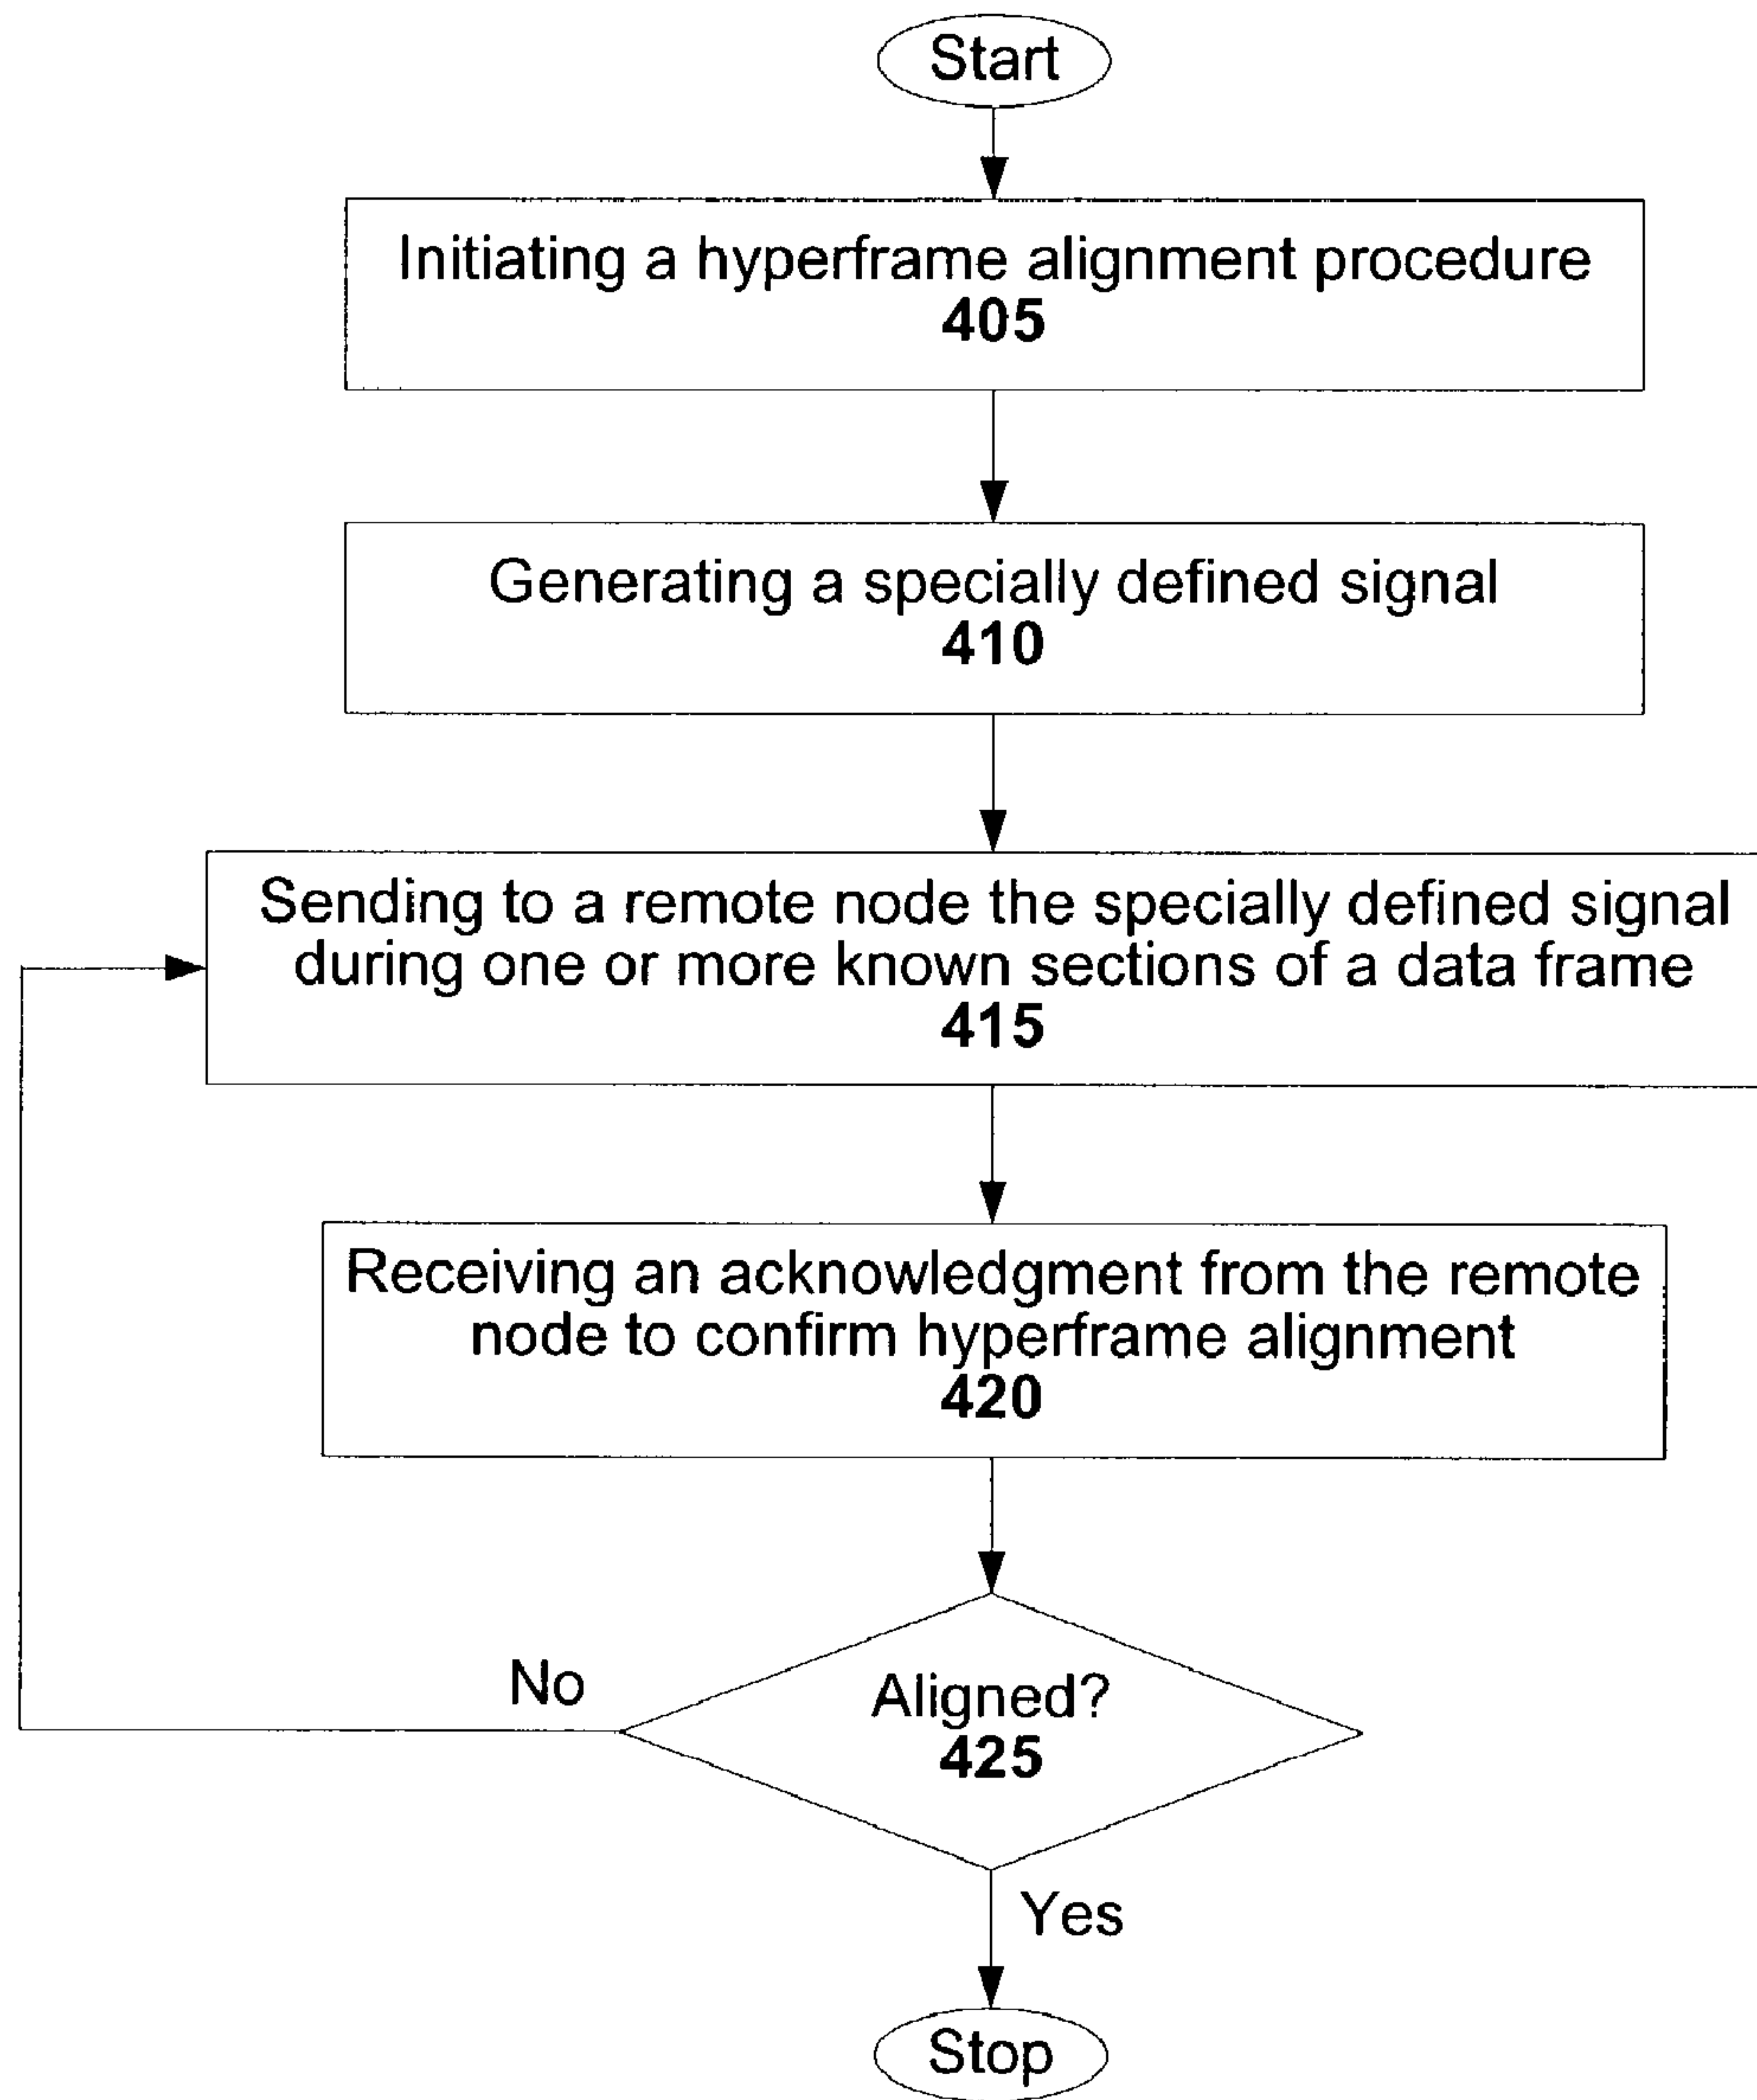 Start
Initiating a hyperframe alignment procedure
405
Generating a specially defined signal
410
Sending to a remote node the specially defined signal
during one or more known sections of a data frame
415
Receiving an acknowledgment from the remote
node to confirm hyperframe alignment
420
No
Aligned?
425
Yes
Stop